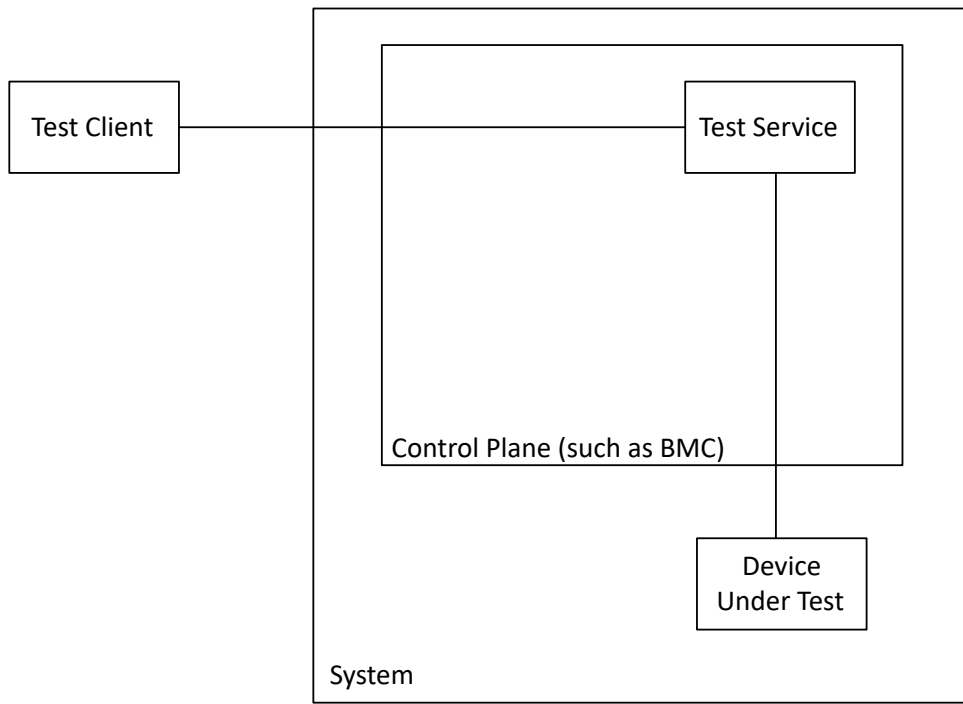 Test Client
Test Service
Control Plane (such as BMC)
Device
Under Test
System